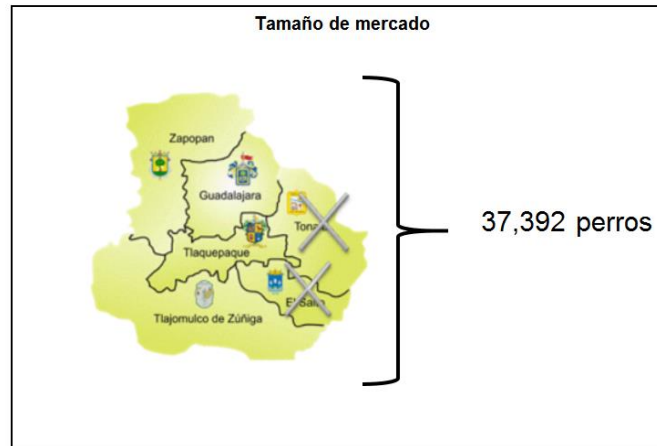 Tamaño de mercado
Zapopan
Guadalajara
Tlaquepaque
Tlajomulco de Zúñiga
37,392 perros